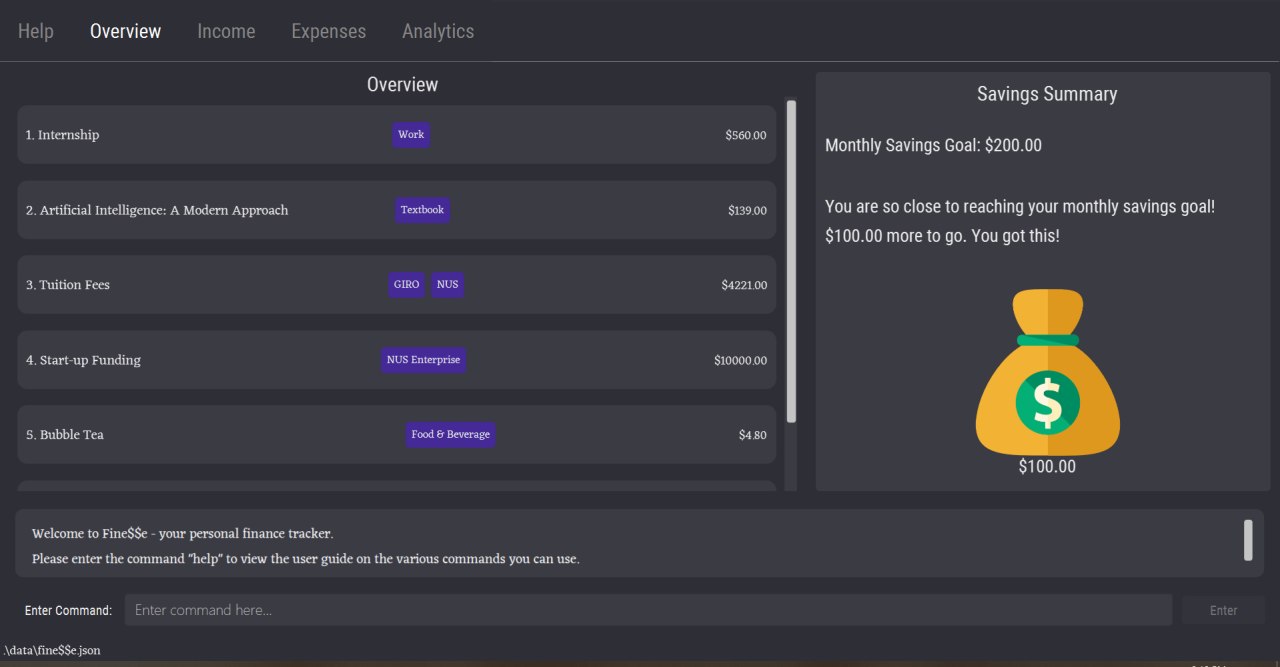 Help Overview Income Expenses Analytics
Overview
1. Internship Work $560.00
2. Artificial Intelligence: A Modern Approach Textbook $139.00
3. Tuition Fees GIRO NUS $4221.00
4. Start-up Funding NUS Enterprise $10000.00
5. Bubble Tea Food & Beverage $4.80
Savings Summary
Monthly Savings Goal: $200.00
You are so close to reaching your monthly savings goal!
$100.00 more to go. You got this!
$
$100.00
Welcome to Fine$$e - your personal finance tracker.
Please enter the command "help" to view the user guide on the various commands you can use.
Enter Command: Enter command here... Enter
.\data\fine$$e.json